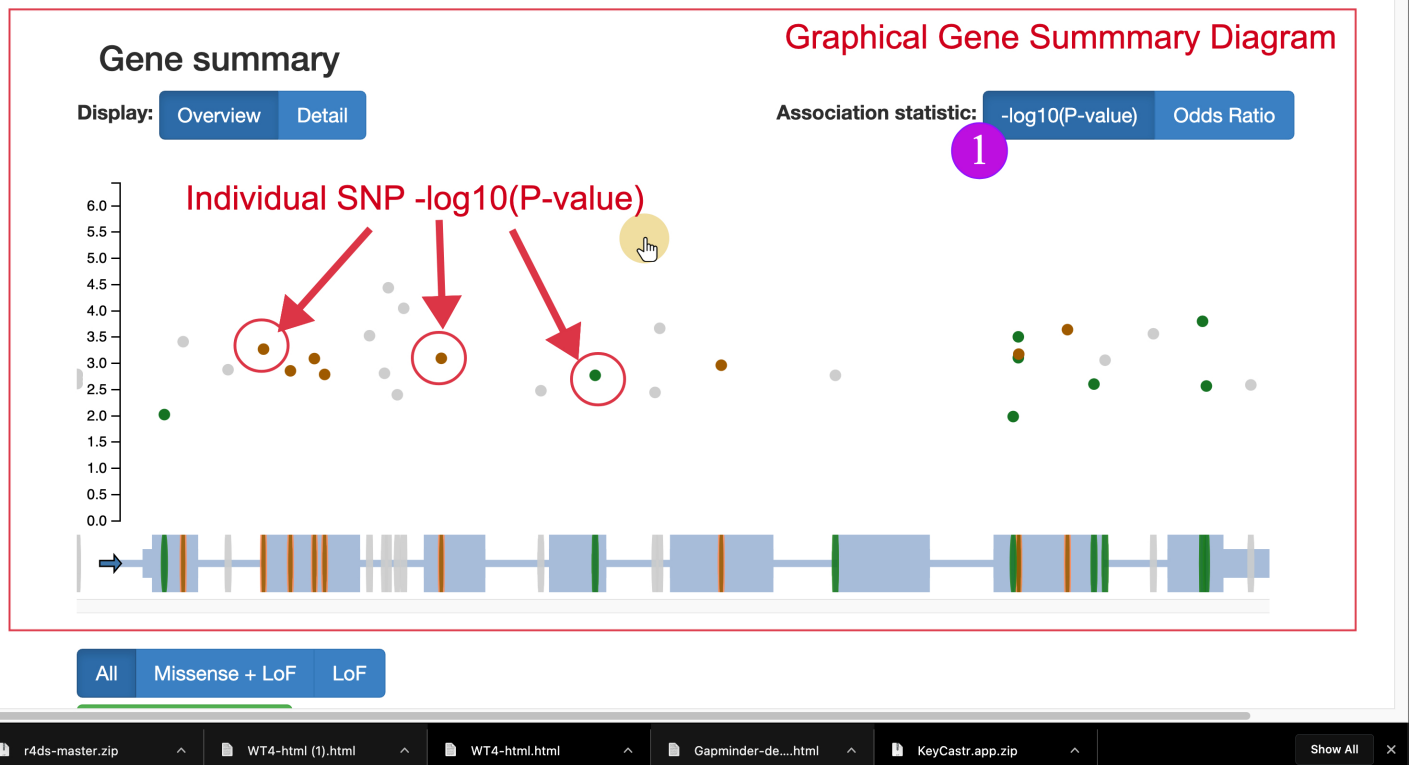 Graphical Gene Summmary Diagram
Gene summary
Display: Overview Detail
Association statistic: -log10(P-value) Odds Ratio
1
Individual SNP -log10(P-value)
6.0
5.5
5.0
4.5
4.0
3.5
3.0
2.5
2.0
1.5
1.0
0.5
0.0
All Missense + LoF LoF
r4ds-master.zip WT4-html (1).html WT4-html.html Gapminder-de....html KeyCastr.app.zip Show All